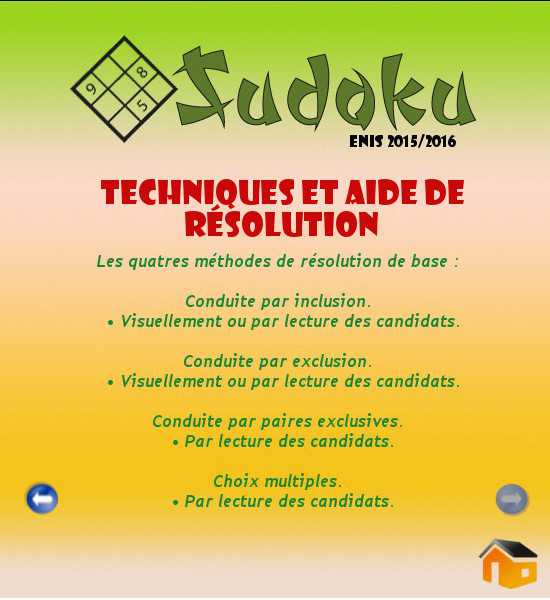 9 8 5
Sudoku
ENIS 2015/2016
TECHNIQUES ET AIDE DE
RÉSOLUTION
Les quatres méthodes de résolution de base :
Conduite par inclusion.
• Visuellement ou par lecture des candidats.
Conduite par exclusion.
• Visuellement ou par lecture des candidats.
Conduite par paires exclusives.
• Par lecture des candidats.
Choix multiples.
• Par lecture des candidats.